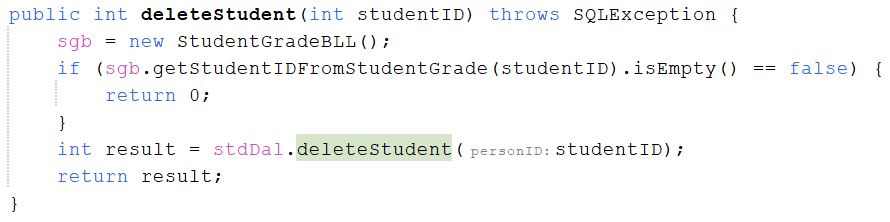 public int deleteStudent(int studentID) throws SQLException {
    sgb = new StudentGradeBLL();
    if (sgb.getStudentIDFromStudentGrade(studentID).isEmpty() == false) {
        return 0;
    }
    int result = stdDal.deleteStudent( personID: studentID);
    return result;
}